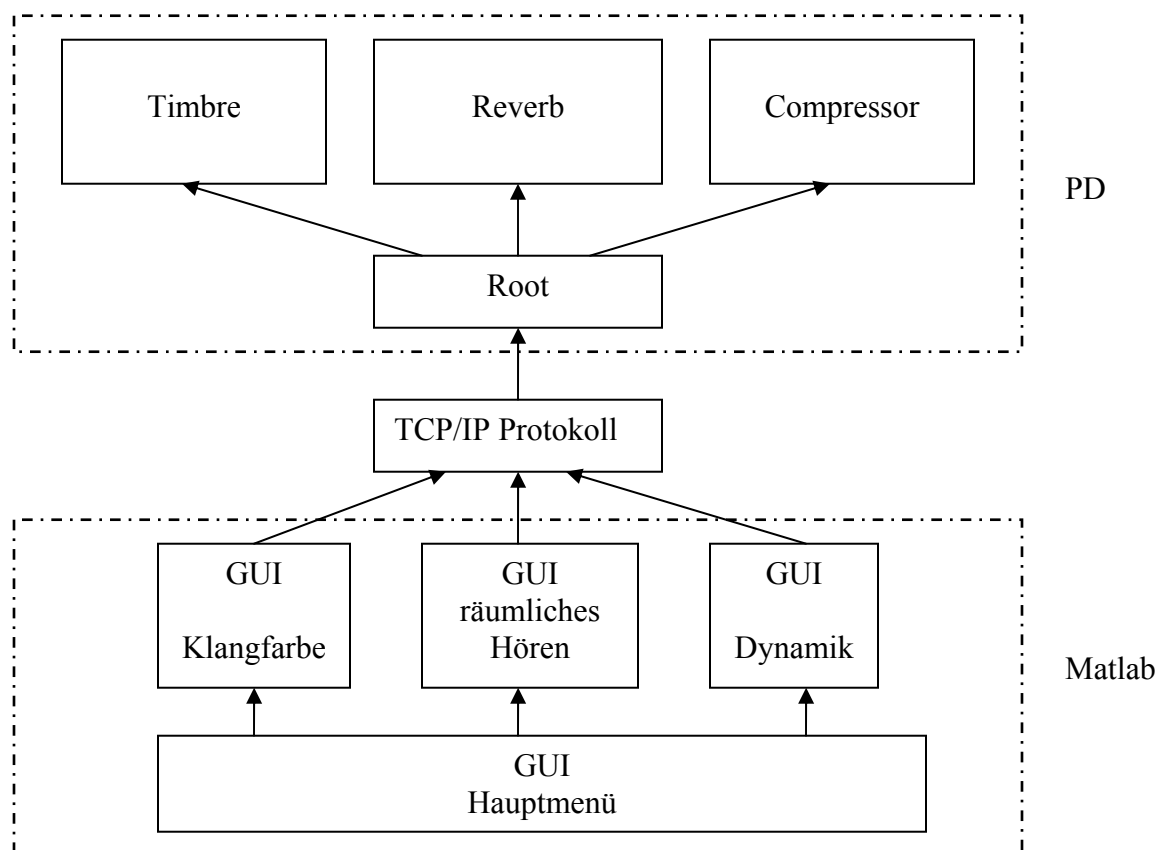 Timbre
Reverb
Compressor
PD
Root
TCP/IP Protokoll
GUI
Klangfarbe
GUI
räumliches
Hören
GUI
Dynamik
Matlab
GUI
Hauptmenü